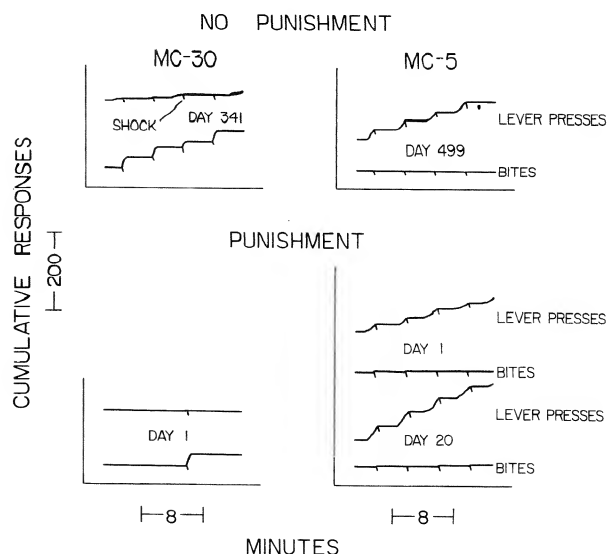 NO PUNISHMENT
MC-30
MC-5
SHOCK
DAY 341
LEVER PRESSES
DAY 499
BITES
CUMULATIVE RESPONSES
200
PUNISHMENT
LEVER PRESSES
DAY 1
BITES
LEVER PRESSES
DAY 1
DAY 20
BITES
8
8
MINUTES